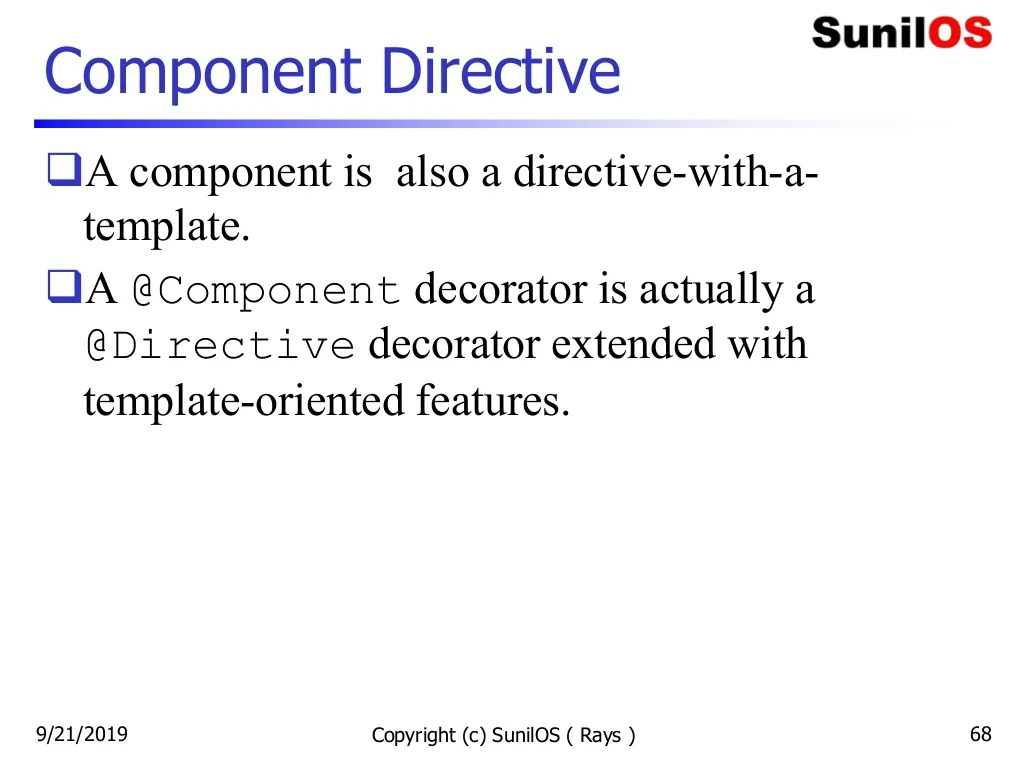 SunilOS
Component Directive
A component is  also a directive-with-a-
template.
A @Component decorator is actually a
@Directive decorator extended with
template-oriented features.
9/21/2019
Copyright (c) SunilOS ( Rays )
68